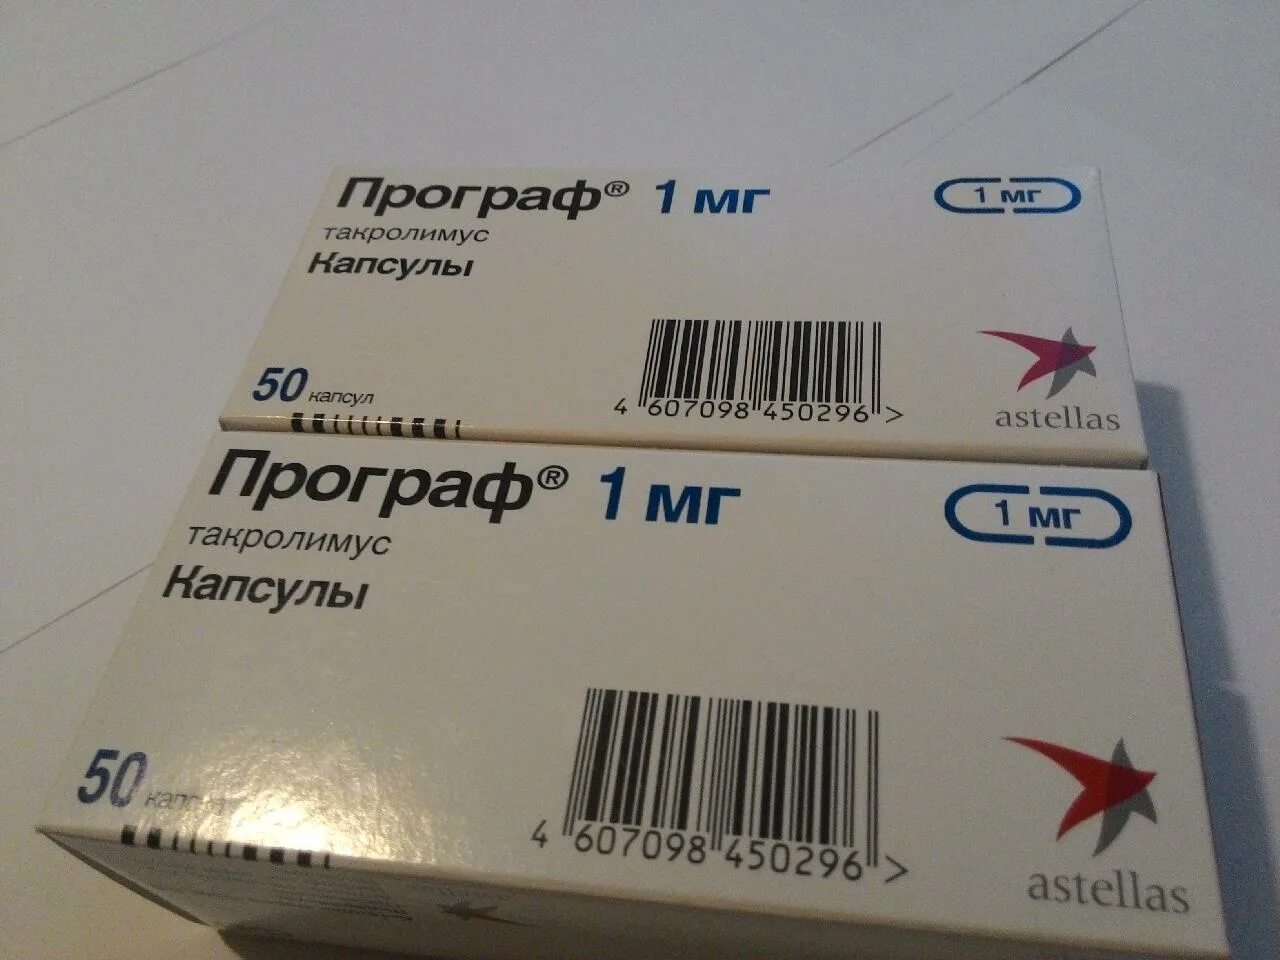 Програф® 1 мг
1 мг
такролимус
Капсулы
50 капсул
4 607098 450296 >
astellas
Програф® 1 мг
1 мг
такролимус
Капсулы
50
4 607098 450296 >
astellas